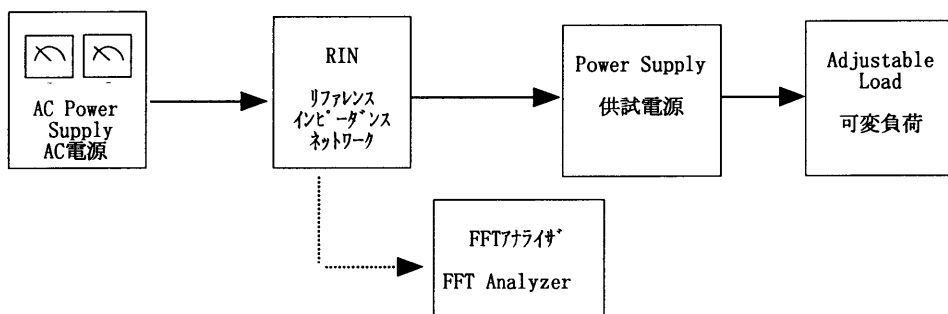 AC Power
Supply
AC電源
RIN
リファレンス
インピーダンス
ネットワーク
Power Supply
供試電源
Adjustable
Load
可変負荷
FFTアナライザ
FFT Analyzer